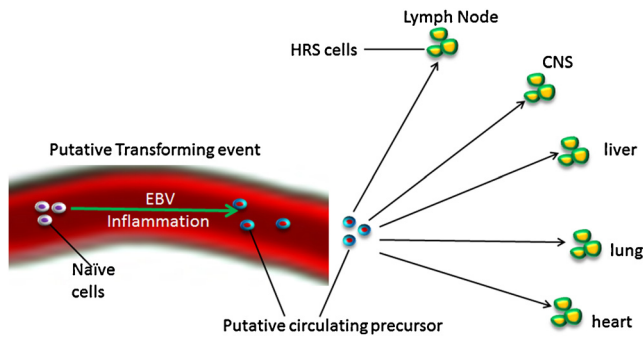 Lymph Node
HRS cells
CNS
Putative Transforming event
liver
EBV
Inflammation
lung
Naïve
cells
Putative circulating precursor
heart